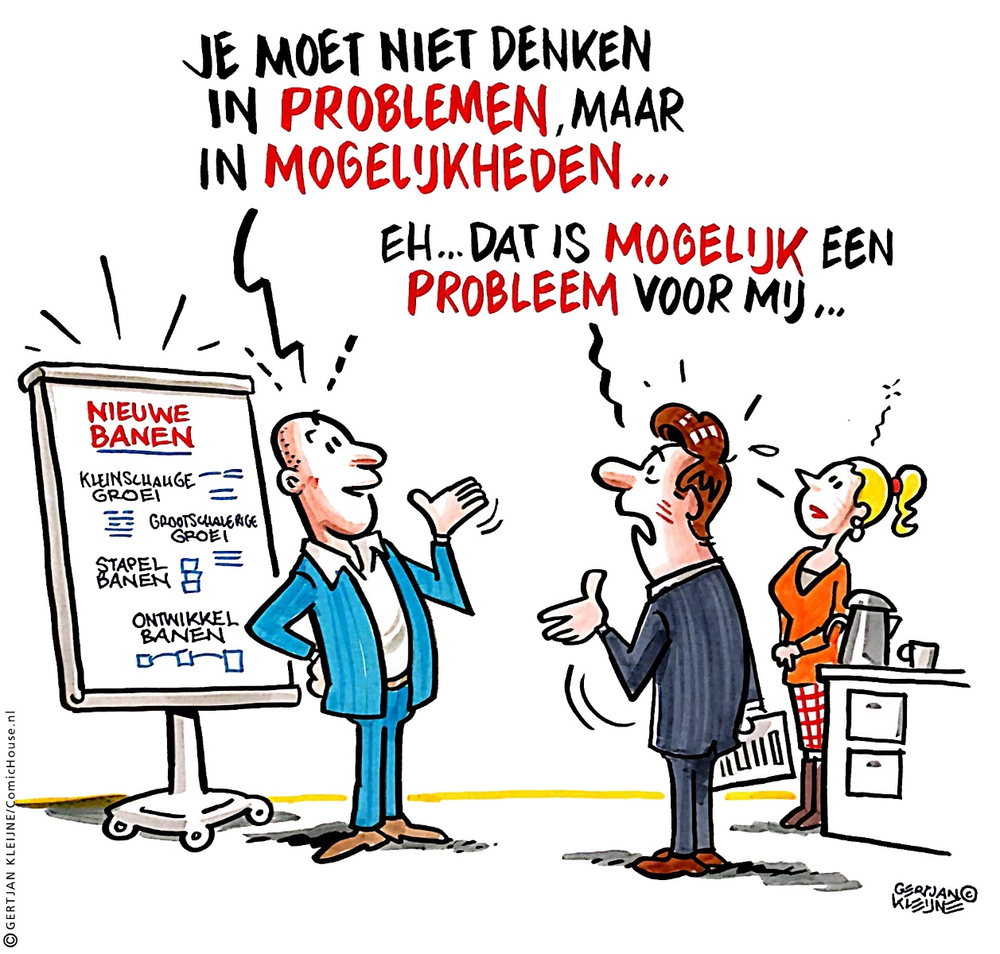 JE MOET NIET DENKEN
IN PROBLEMEN, MAAR
IN MOGELIJKHEDEN...
EH...DAT IS MOGELIJK EEN
PROBLEEM VOOR MIJ...
NIEUWE
BANEN
KLEINSCHALIGE
GROEI
GROOTSCHALERIGE
GROEI
STAPEL
BANEN
ONTWIKKEL
BANEN
© GERTJAN KLEIJNE/ComicHouse.nl
GERTJAN ©
KLEIJNE